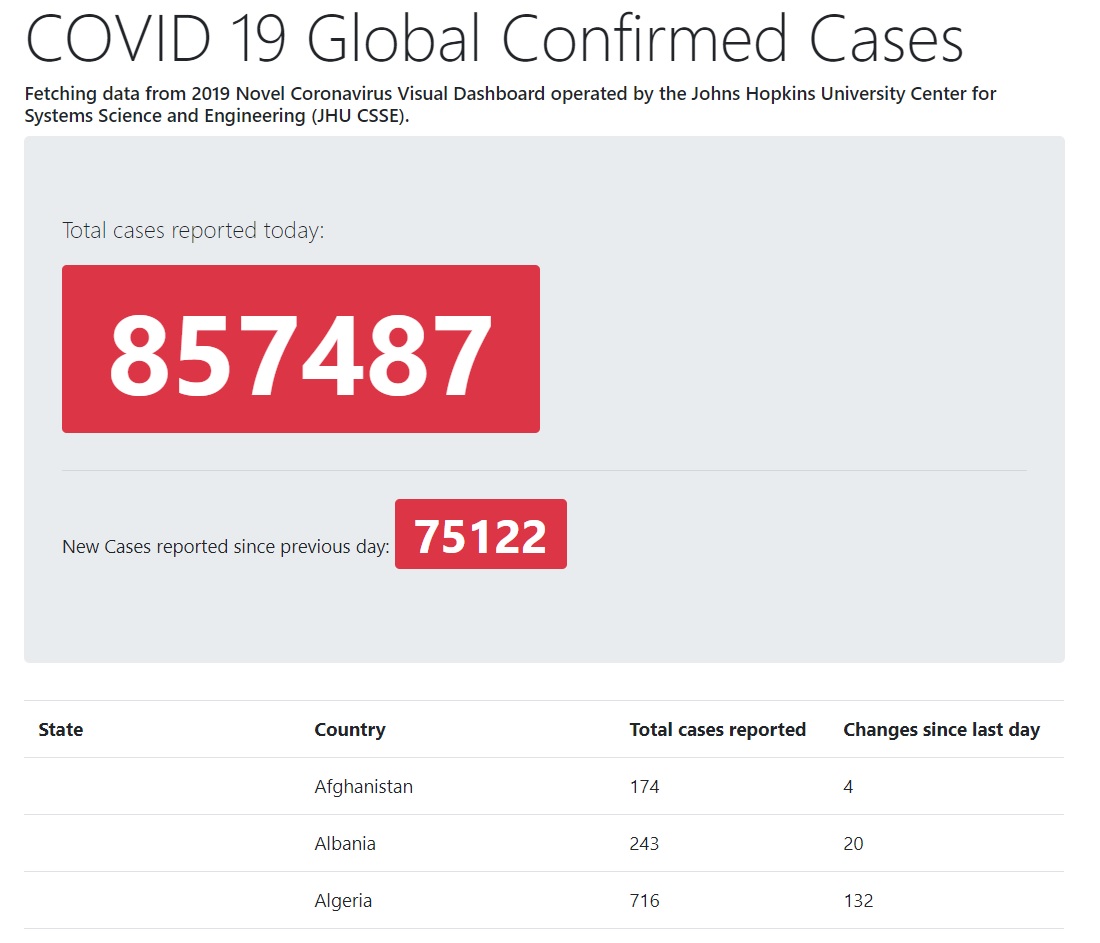 COVID 19 Global Confirmed Cases
Fetching data from 2019 Novel Coronavirus Visual Dashboard operated by the Johns Hopkins University Center for
Systems Science and Engineering (JHU CSSE).
Total cases reported today:
857487
New Cases reported since previous day: 75122
State Country Total cases reported Changes since last day
Afghanistan 174 4
Albania 243 20
Algeria 716 132